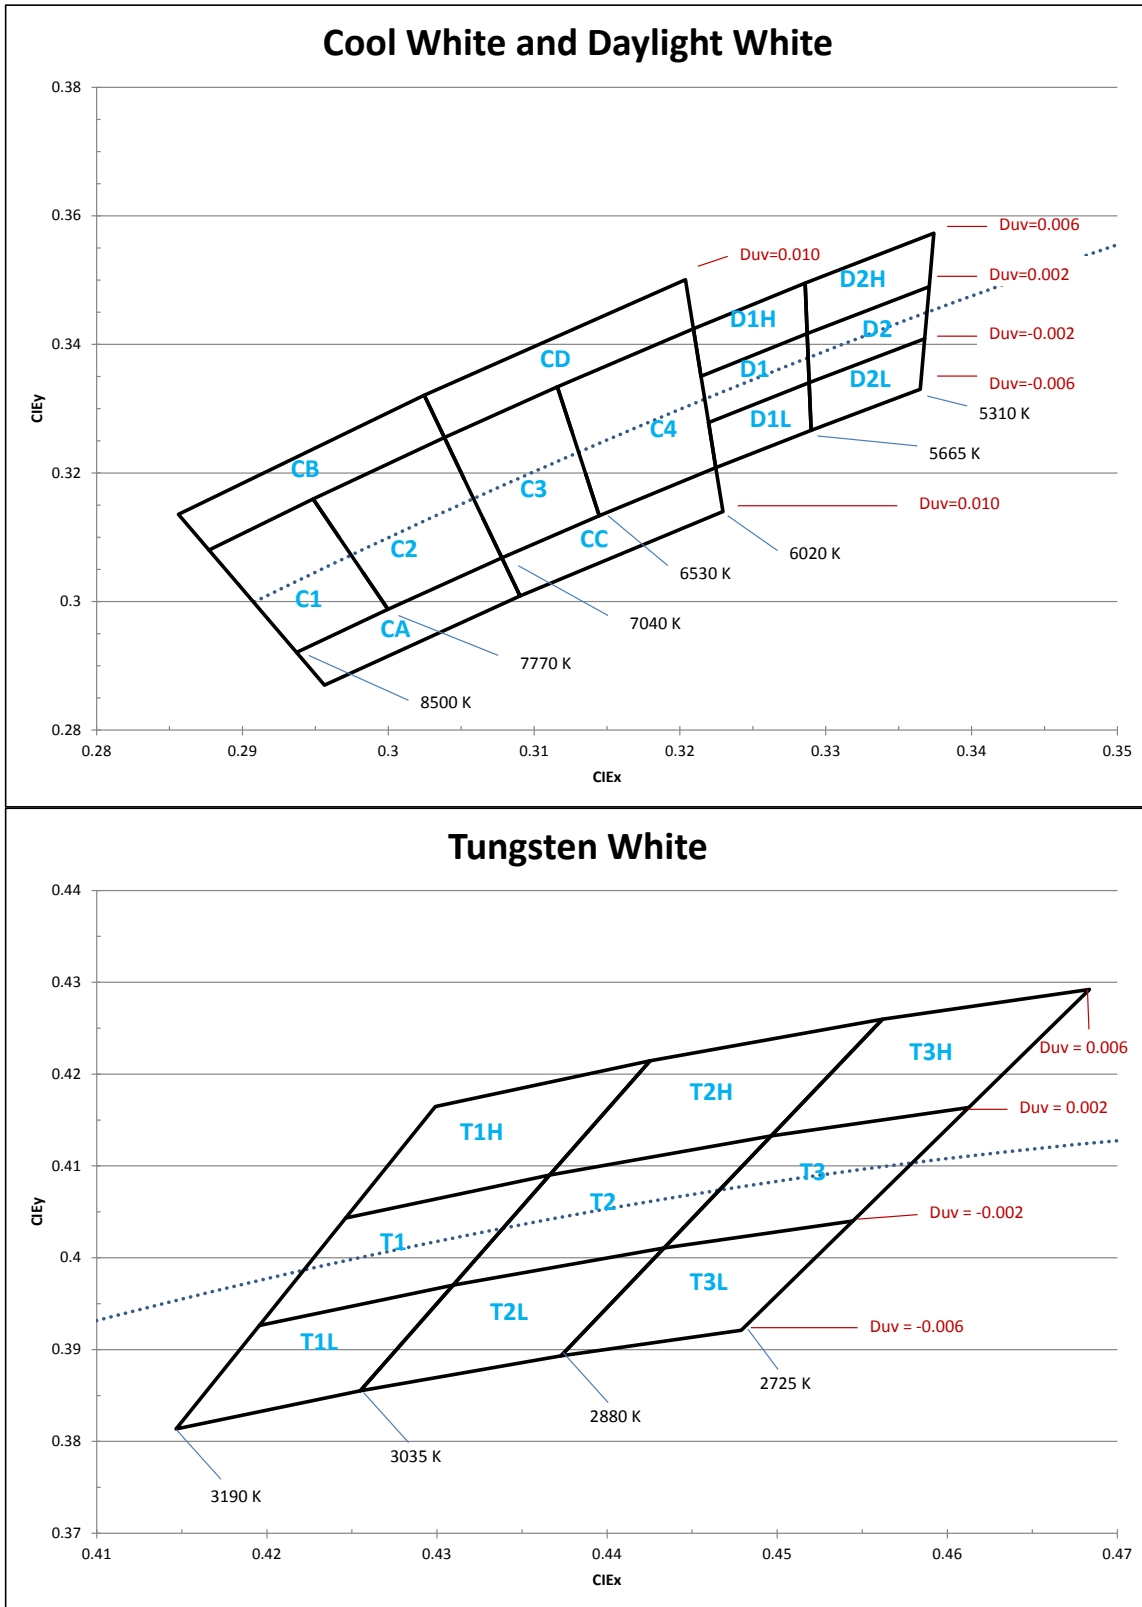 Cool White and Daylight White
0.38
0.36
0.34
0.32
0.3
0.28
CIEy
Duv=0.006
Duv=0.010
Duv=0.002
D2H
D1H
D2
Duv=-0.002
CD
D1
D2L
Duv=-0.006
5310 K
D1L
C4
5665 K
CB
C3
Duv=0.010
CC
6020 K
C2
6530 K
C1
7040 K
CA
7770 K
8500 K
0.28
0.29
0.3
0.31
0.32
0.33
0.34
0.35
CIEx
Tungsten White
0.44
0.43
0.42
0.41
0.4
0.39
0.38
0.37
CIEy
T3H
Duv = 0.006
T2H
Duv = 0.002
T1H
T3
T2
Duv = -0.002
T1
T3L
T2L
Duv = -0.006
T1L
2725 K
2880 K
3035 K
3190 K
0.41
0.42
0.43
0.44
0.45
0.46
0.47
CIEx